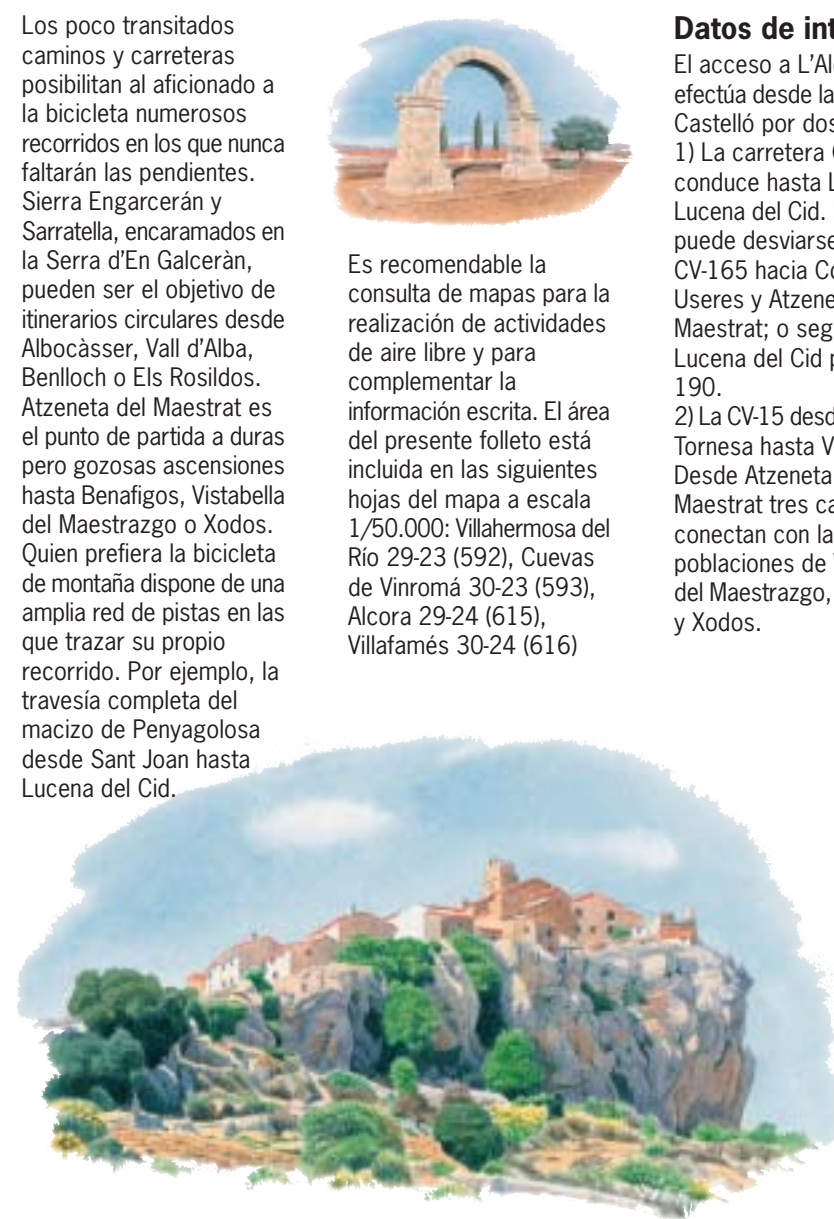 Los poco transitados
caminos y carreteras
posibilitan al aficionado a
la bicicleta numerosos
recorridos en los que nunca
faltarán las pendientes.
Sierra Engarcerán y
Sarratella, encaramados en
la Serra d'En Galceràn,
pueden ser el objetivo de
itinerarios circulares desde
Albocàsser, Vall d'Alba,
Benlloch o Els Rosildos.
Atzeneta del Maestrat es
el punto de partida a duras
pero gozosas ascensiones
hasta Benafigos, Vistabella
del Maestrazgo o Xodos.
Quien prefiera la bicicleta
de montaña dispone de una
amplia red de pistas en las
que trazar su propio
recorrido. Por ejemplo, la
travesía completa del
macizo de Penyagolosa
desde Sant Joan hasta
Lucena del Cid.
Es recomendable la
consulta de mapas para la
realización de actividades
de aire libre y para
complementar la
información escrita. El área
del presente folleto está
incluida en las siguientes
hojas del mapa a escala
1/50.000: Villahermosa del
Río 29-23 (592), Cuevas
de Vinromá 30-23 (593),
Alcora 29-24 (615),
Villafamés 30-24 (616)
Datos de
El acceso a
efectúa desde la
Castelló por
1) La carretera
conduce hasta
Lucena del Cid.
puede desviarse
CV-165 hacia
Useres y
Maestrat; o
Lucena del Cid
190.
2) La CV-15
Tornesa hasta
Desde Atzeneta
Maestrat tres
conectan con la
poblaciones de
del Maestrazgo,
y Xodos.